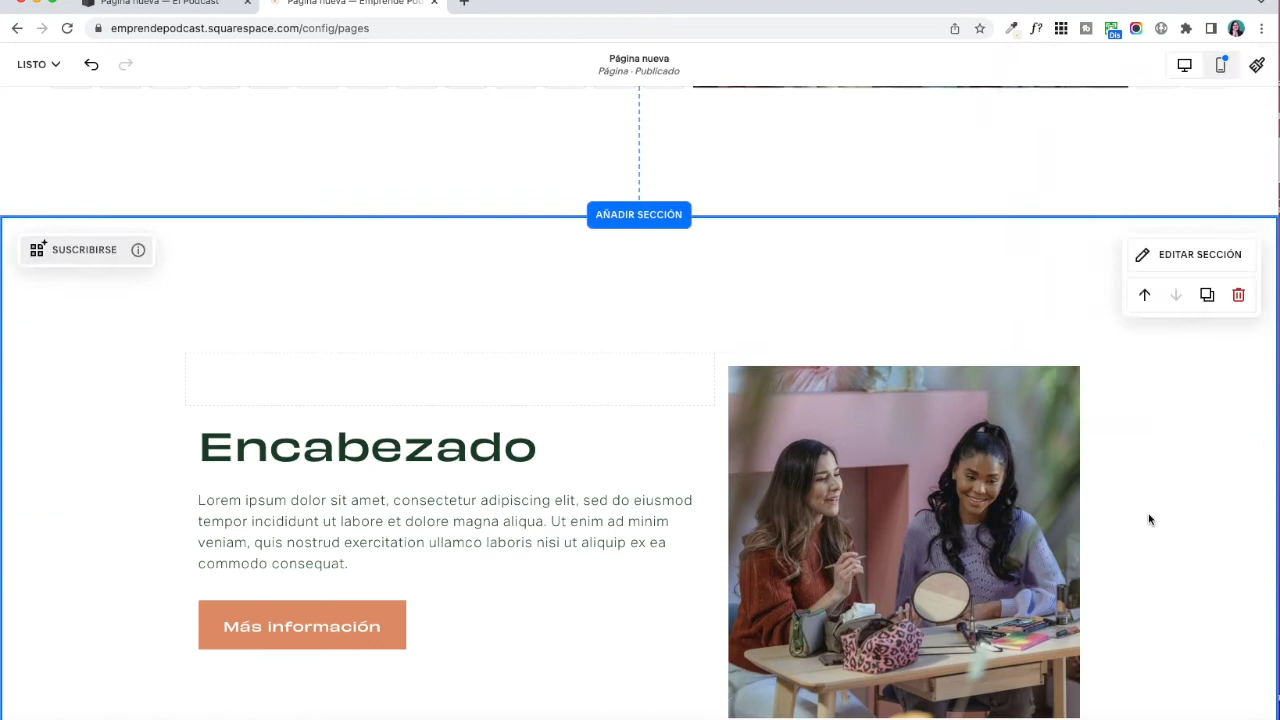 Página nueva — El Podcast
Página nueva — Emprende Po
emprendepodcast.squarespace.com/config/pages
f?
Dis
LISTO
Página nueva
Página · Publicado
AÑADIR SECCIÓN
SUSCRIBIRSE
EDITAR SECCIÓN
Encabezado
Lorem ipsum dolor sit amet, consectetur adipiscing elit, sed do eiusmod
tempor incididunt ut labore et dolore magna aliqua. Ut enim ad minim
veniam, quis nostrud exercitation ullamco laboris nisi ut aliquip ex ea
commodo consequat.
Más información